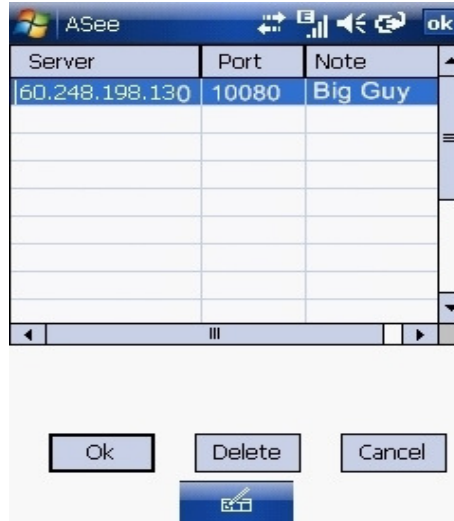 ASee ok
Server Port Note
60.248.198.130 10080 Big Guy
Ok Delete Cancel